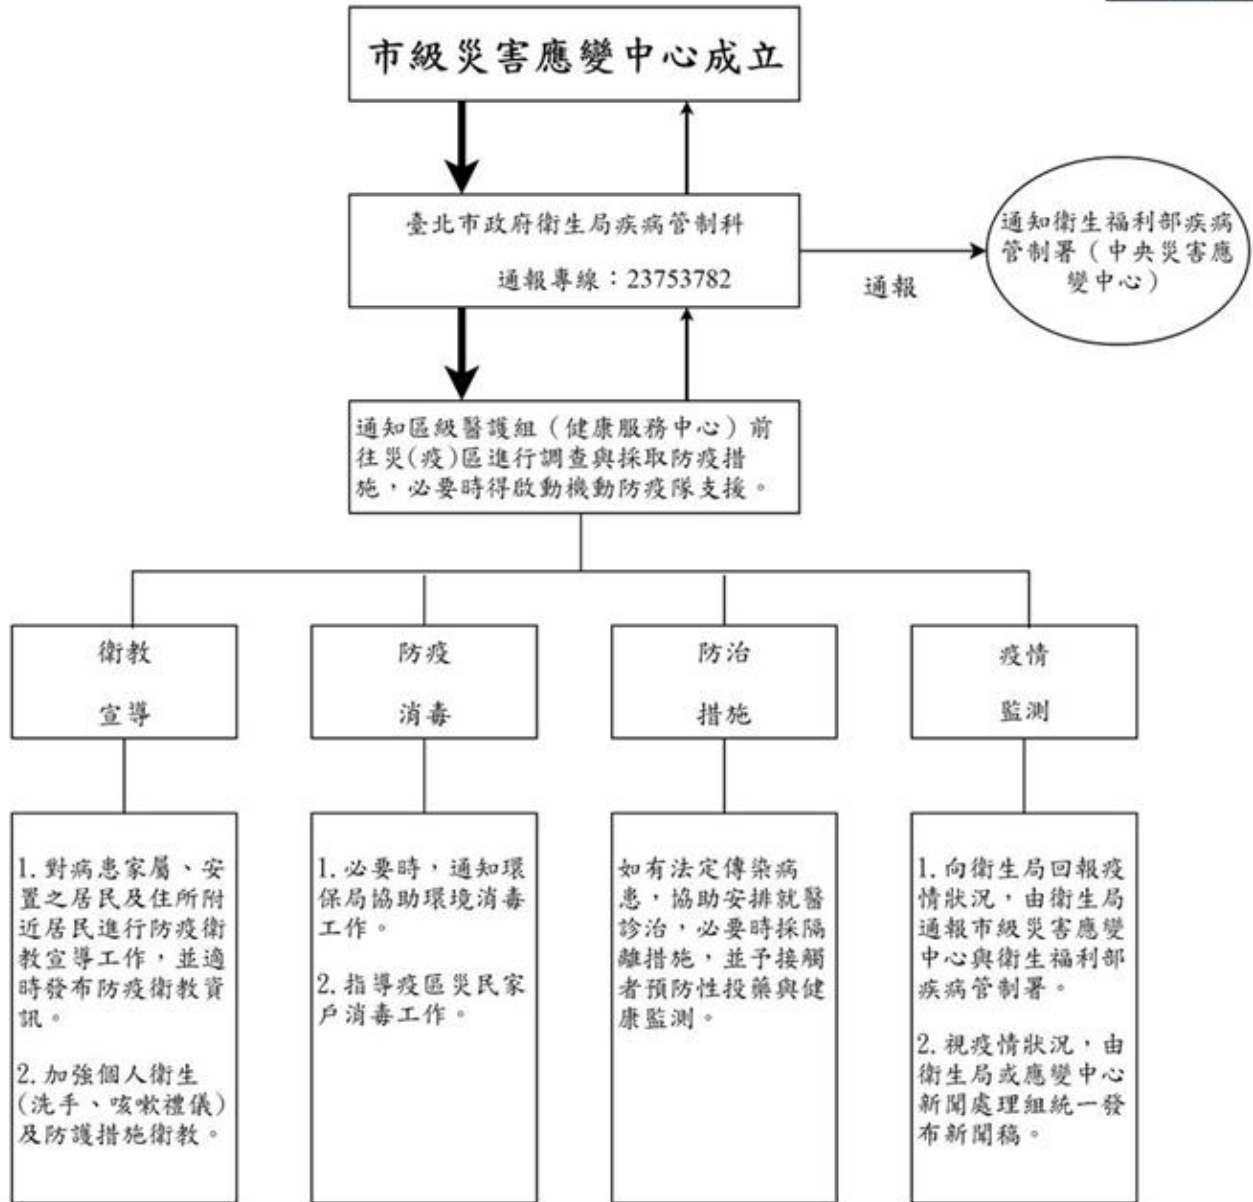 市級災害應變中心成立
臺北市政府衛生局疾病管制科
通報專線：23753782
通報
通知衛生福利部疾病
管制署（中央災害應
變中心）
通知區級醫護組（健康服務中心）前
往災(疫)區進行調查與採取防疫措
施，必要時得啟動機動防疫隊支援。
衛教
宣導
防疫
消毒
防治
措施
疫情
監測
1.對病患家屬、安
置之居民及住所附
近居民進行防疫衛
教宣導工作，並適
時發布防疫衛教資
訊。
2.加強個人衛生
(洗手、咳嗽禮儀)
及防護措施衛教。
1.必要時，通知環
保局協助環境消毒
工作。
2.指導疫區災民家
戶消毒工作。
如有法定傳染病
患，協助安排就醫
診治，必要時採隔
離措施，並予接觸
者預防性投藥與健
康監測。
1.向衛生局回報疫
情狀況，由衛生局
通報市級災害應變
中心與衛生福利部
疾病管制署。
2.視疫情狀況，由
衛生局或應變中心
新聞處理組統一發
布新聞稿。